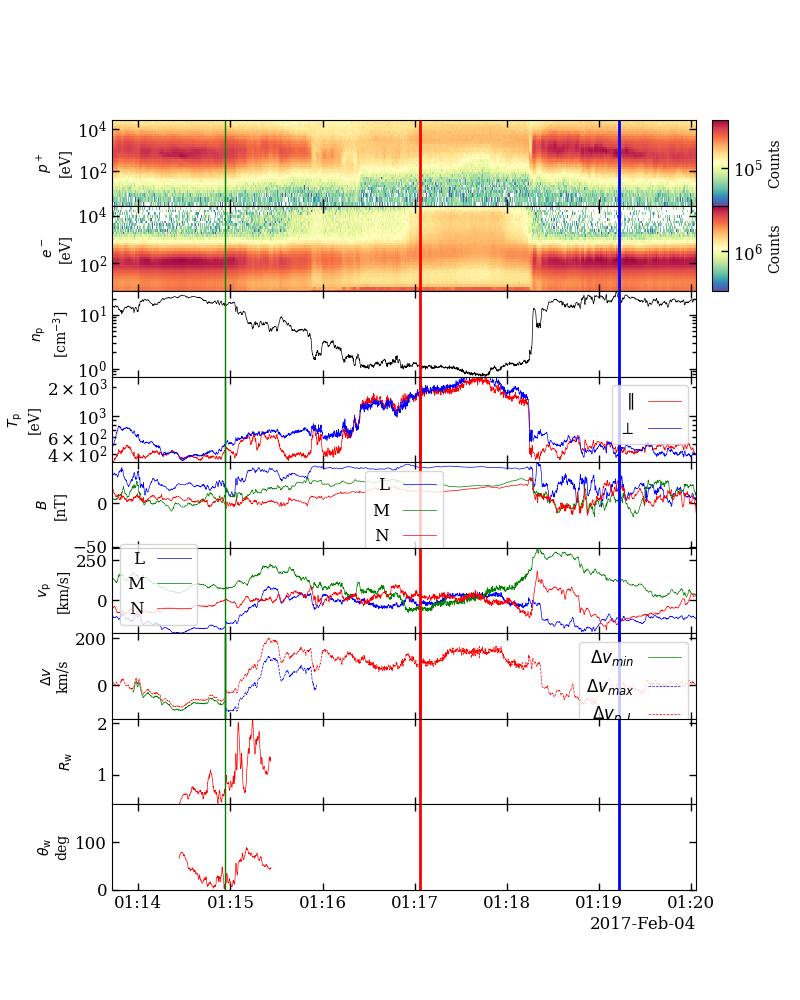 p⁺ [eV]
10⁴
10²
10⁵
Counts
e⁻ [eV]
10⁴
10²
10⁶
Counts
n_p [cm⁻³]
10¹
10⁰
T_p [eV]
2 × 10³
10³
6 × 10²
4 × 10²
∥
⊥
B [nT]
0
−50
L
M
N
v_p [km/s]
250
0
L
M
N
Δv km/s
200
0
Δv_min
Δv_max
R_w
2
1
θ_w deg
100
0
01:14 01:15 01:16 01:17 01:18 01:19 01:20
2017-Feb-04